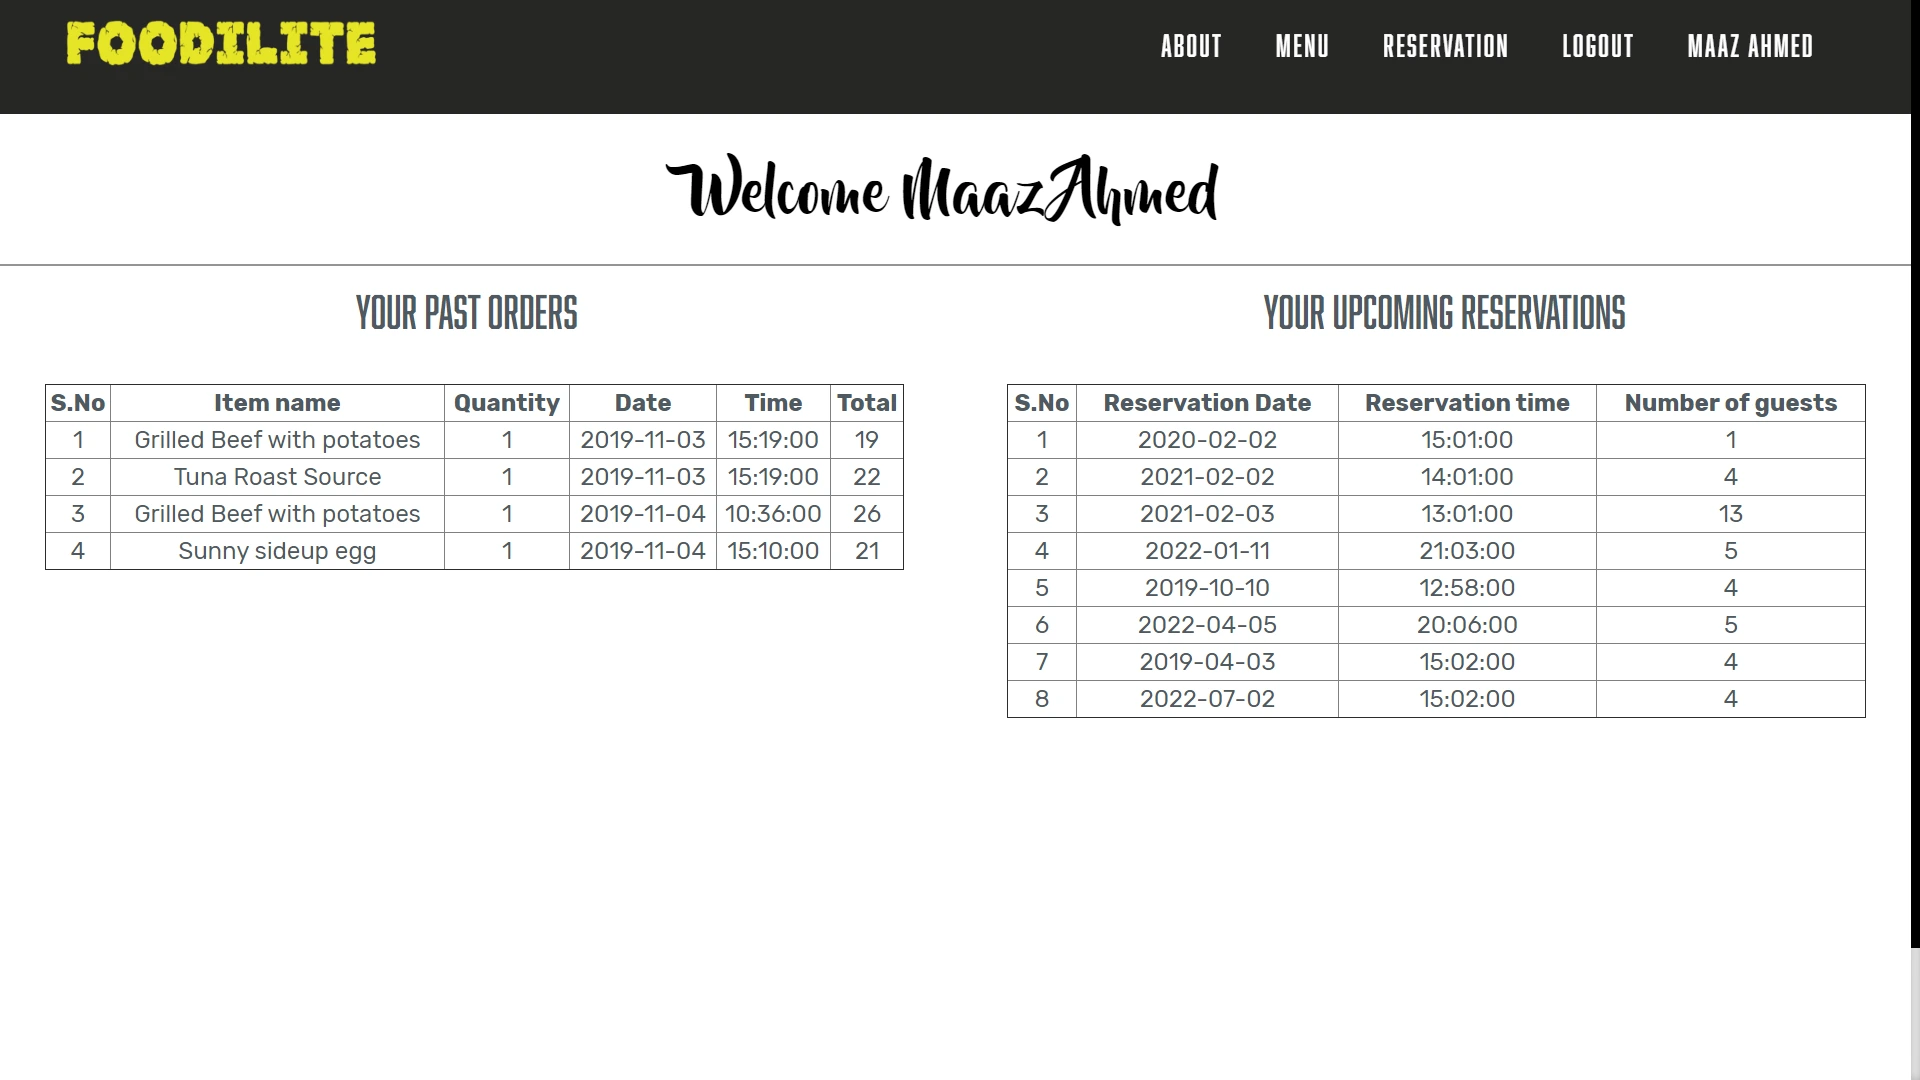 FOODILITE
ABOUT MENU RESERVATION LOGOUT MAAZ AHMED
Welcome Maaz Ahmed
YOUR PAST ORDERS
S.No Item name Quantity Date Time Total
1 Grilled Beef with potatoes 1 2019-11-03 15:19:00 19
2 Tuna Roast Source 1 2019-11-03 15:19:00 22
3 Grilled Beef with potatoes 1 2019-11-04 10:36:00 26
4 Sunny sideup egg 1 2019-11-04 15:10:00 21
YOUR UPCOMING RESERVATIONS
S.No Reservation Date Reservation time Number of guests
1 2020-02-02 15:01:00 1
2 2021-02-02 14:01:00 4
3 2021-02-03 13:01:00 13
4 2022-01-11 21:03:00 5
5 2019-10-10 12:58:00 4
6 2022-04-05 20:06:00 5
7 2019-04-03 15:02:00 4
8 2022-07-02 15:02:00 4